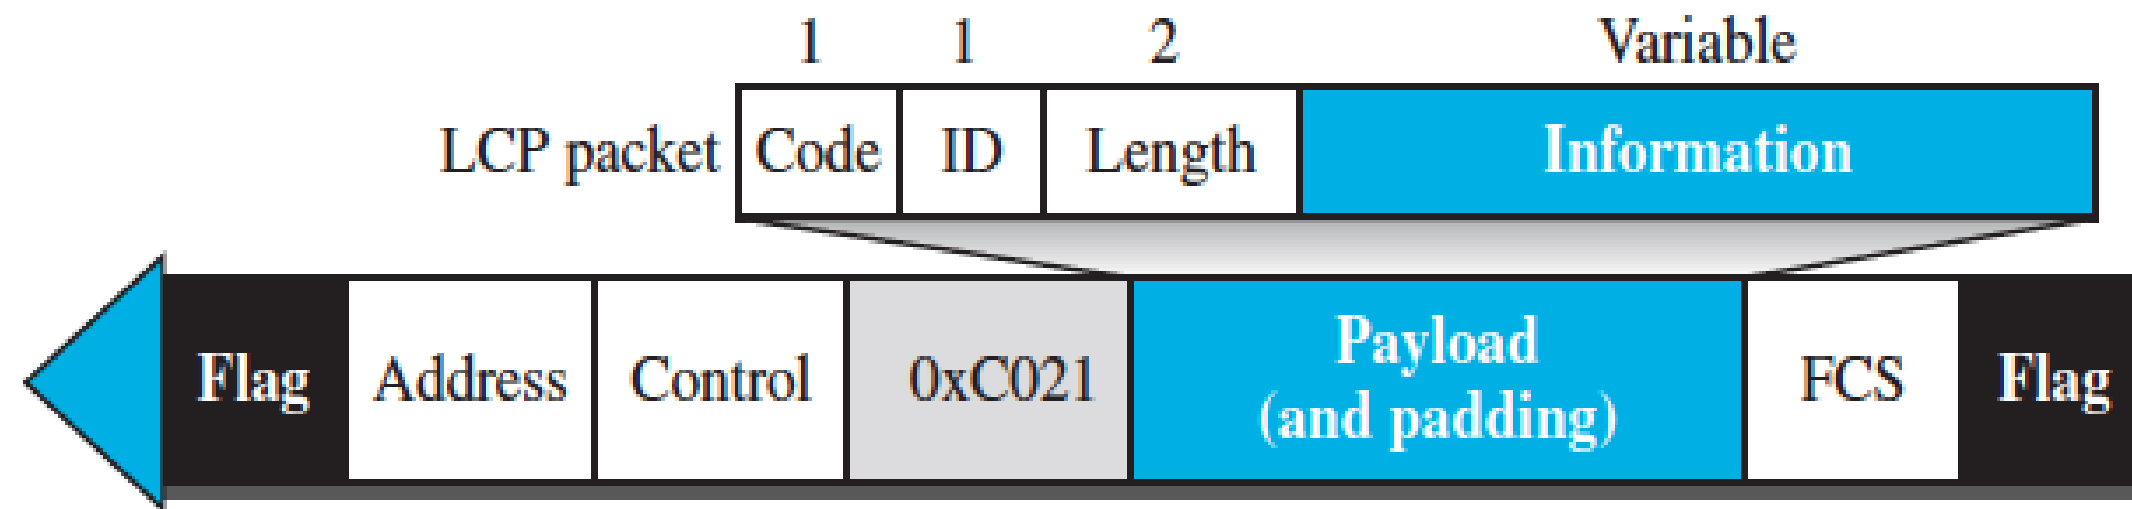 1 1 2 Variable
LCP packet Code ID Length Information
Flag Address Control 0xC021 Payload (and padding) FCS Flag